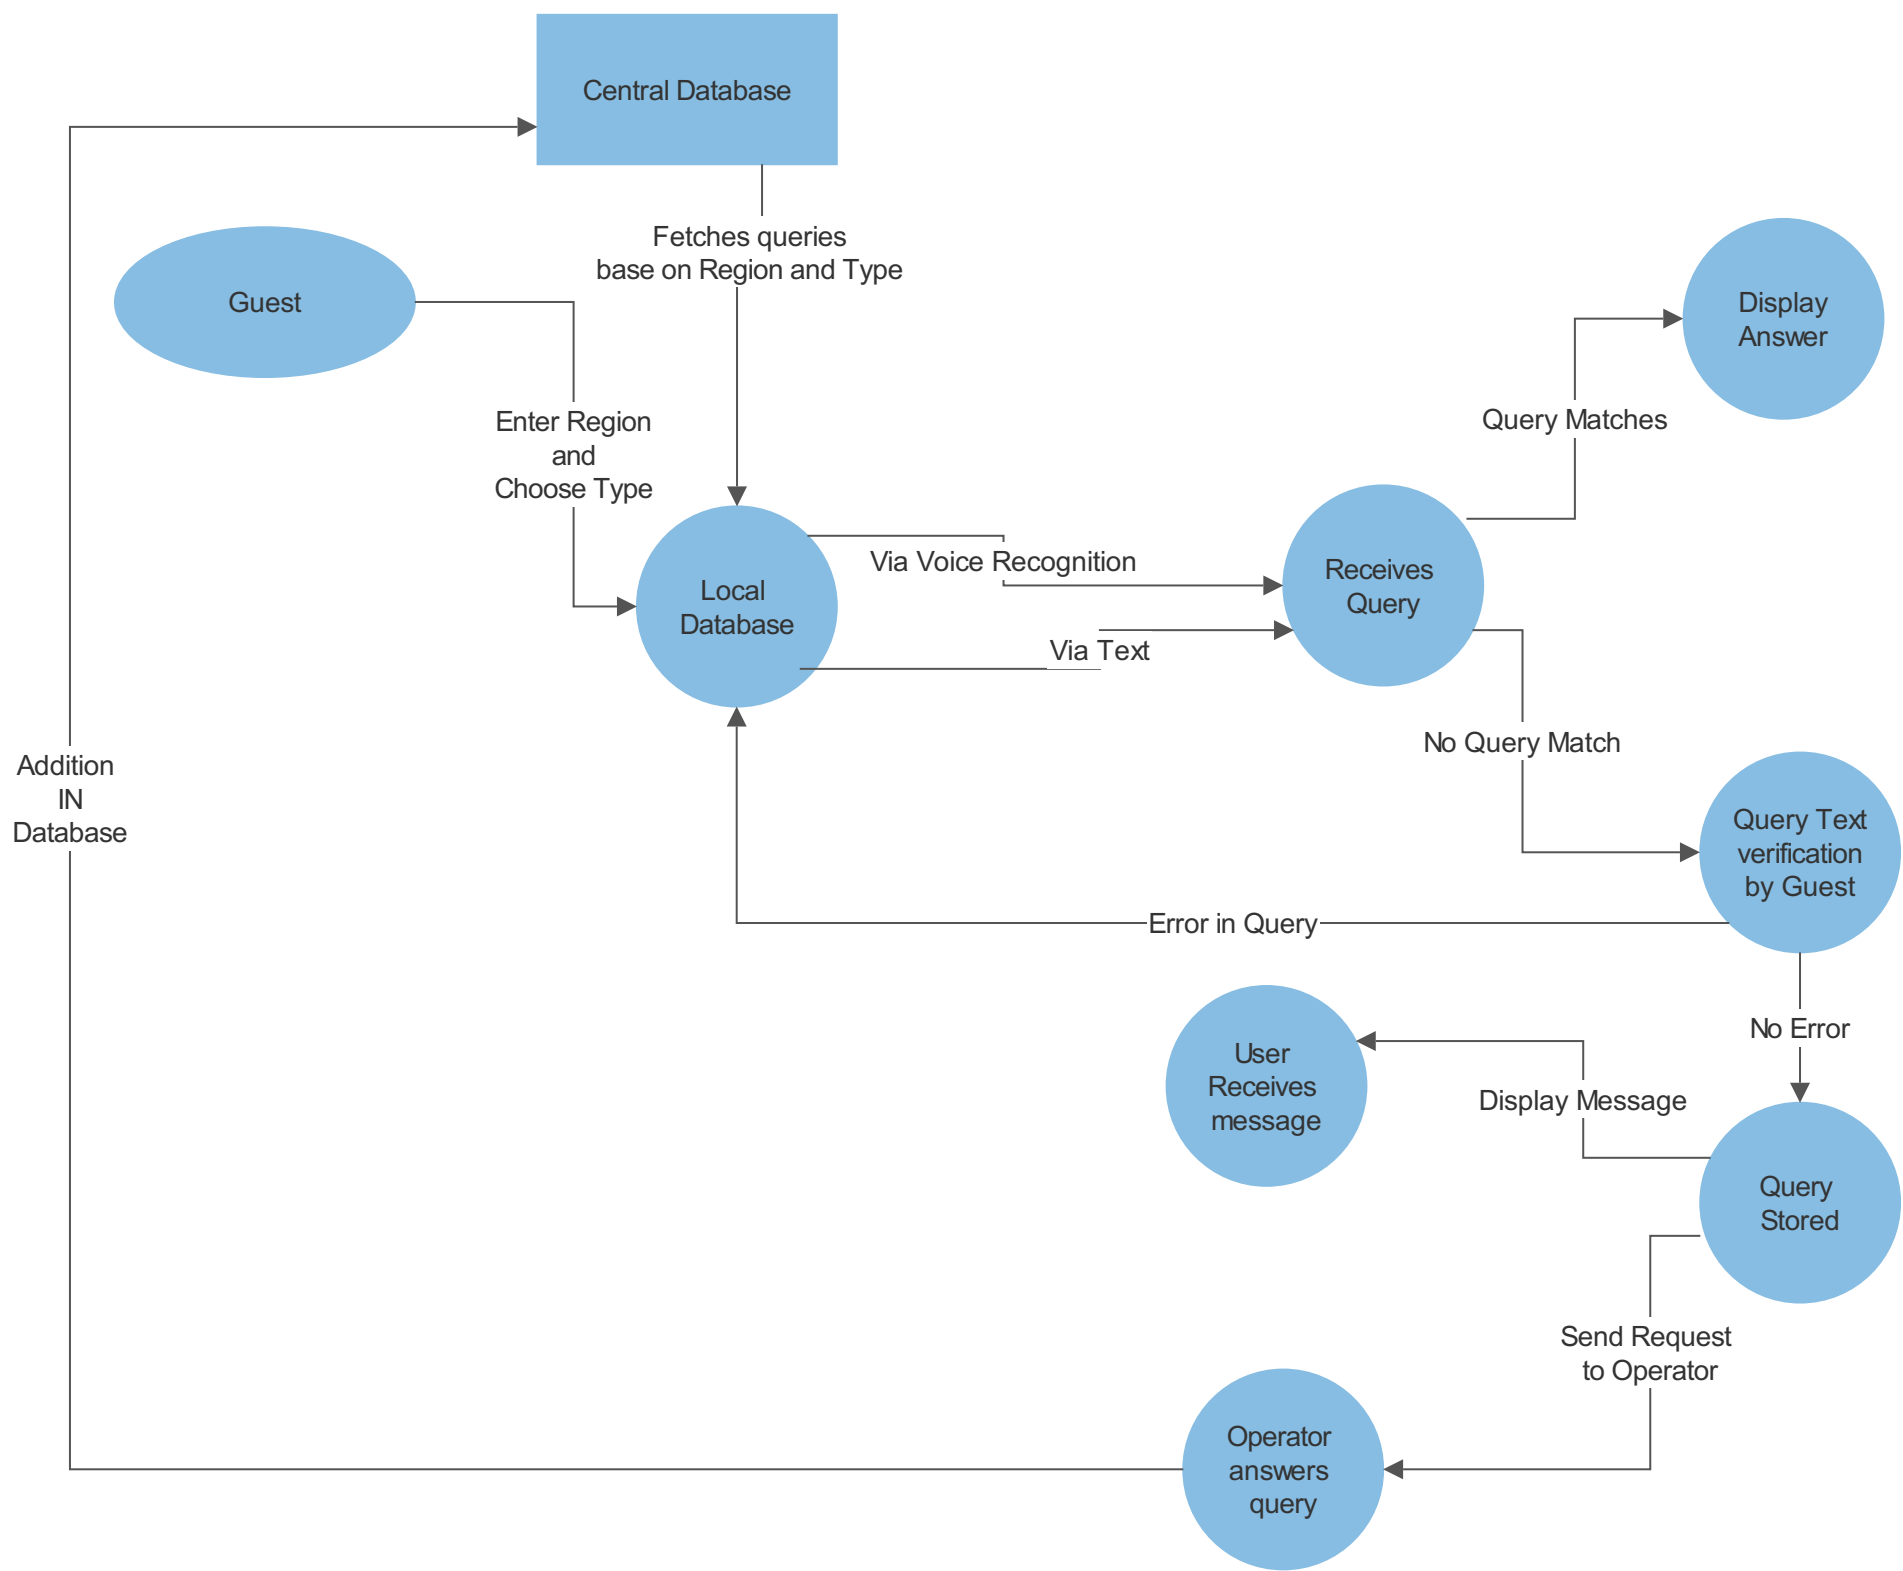 Central Database
Fetches queries
base on Region and Type
Guest
Enter Region
and
Choose Type
Display
Answer
Query Matches
Via Voice Recognition
Receives
Query
Local
Database
Via Text
No Query Match
Addition
IN
Database
Query Text
verification
by Guest
Error in Query
No Error
User
Receives
message
Display Message
Query
Stored
Send Request
to Operator
Operator
answers
query